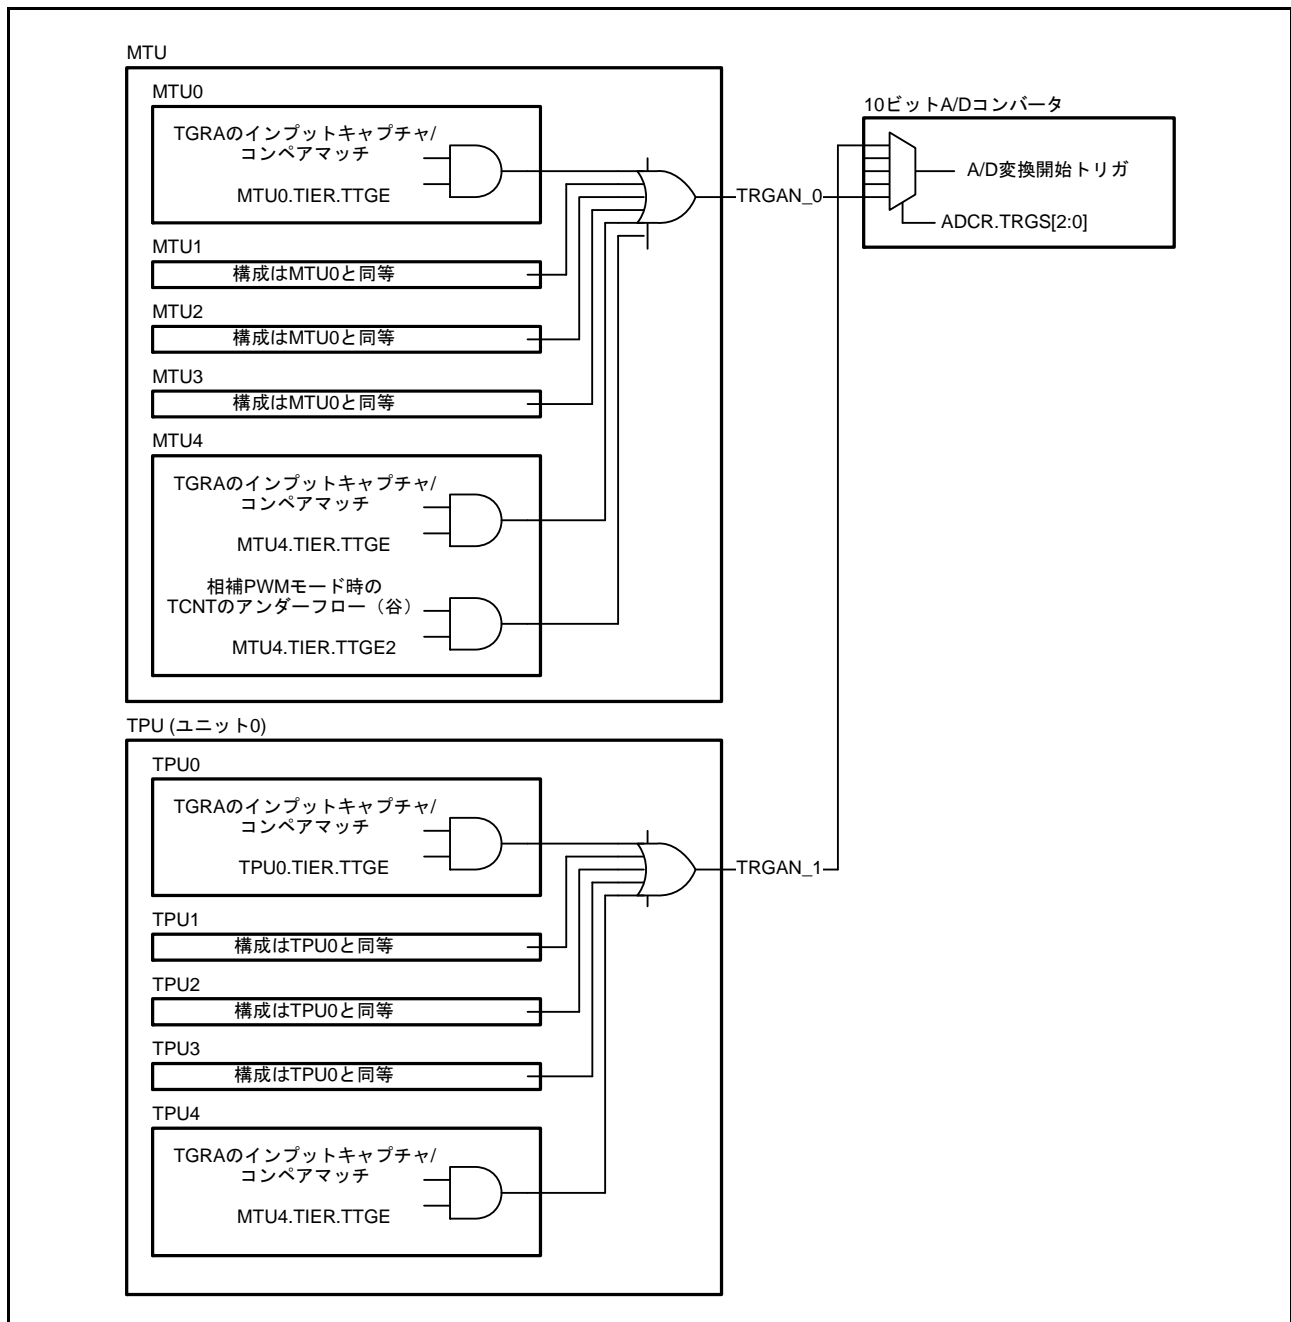 MTU
MTU0
TGRAのインプットキャプチャ/
コンペアマッチ
MTU0.TIER.TTGE
MTU1
構成はMTU0と同等
MTU2
構成はMTU0と同等
MTU3
構成はMTU0と同等
MTU4
TGRAのインプットキャプチャ/
コンペアマッチ
MTU4.TIER.TTGE
相補PWMモード時の
TCNTのアンダーフロー（谷）
MTU4.TIER.TTGE2
TRGAN_0
10ビットA/Dコンバータ
A/D変換開始トリガ
ADCR.TRGS[2:0]
TPU (ユニット0)
TPU0
TGRAのインプットキャプチャ/
コンペアマッチ
TPU0.TIER.TTGE
TPU1
構成はTPU0と同等
TPU2
構成はTPU0と同等
TPU3
構成はTPU0と同等
TPU4
TGRAのインプットキャプチャ/
コンペアマッチ
MTU4.TIER.TTGE
TRGAN_1